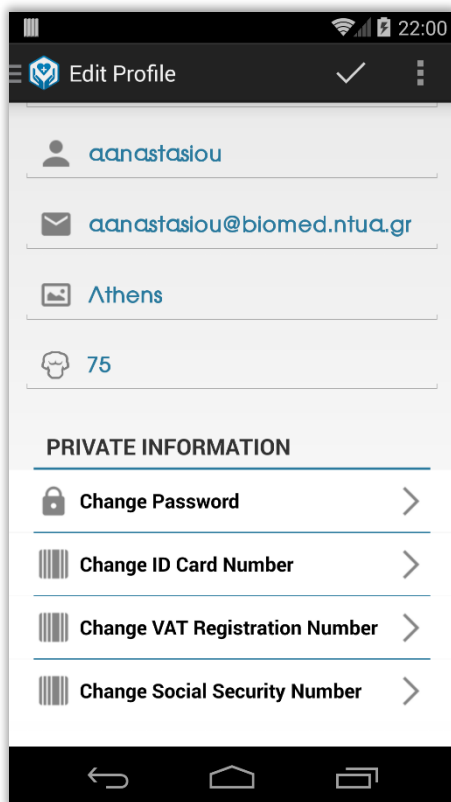 22:00
Edit Profile
aanastasiou
aanastasiou@biomed.ntua.gr
Athens
75
PRIVATE INFORMATION
Change Password
Change ID Card Number
Change VAT Registration Number
Change Social Security Number